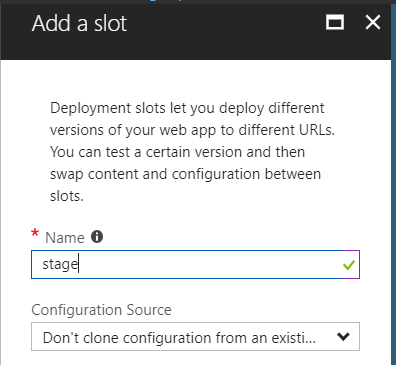 Add a slot
Deployment slots let you deploy different
versions of your web app to different URLs.
You can test a certain version and then
swap content and configuration between
slots.
* Name
stage
Configuration Source
Don't clone configuration from an existi...